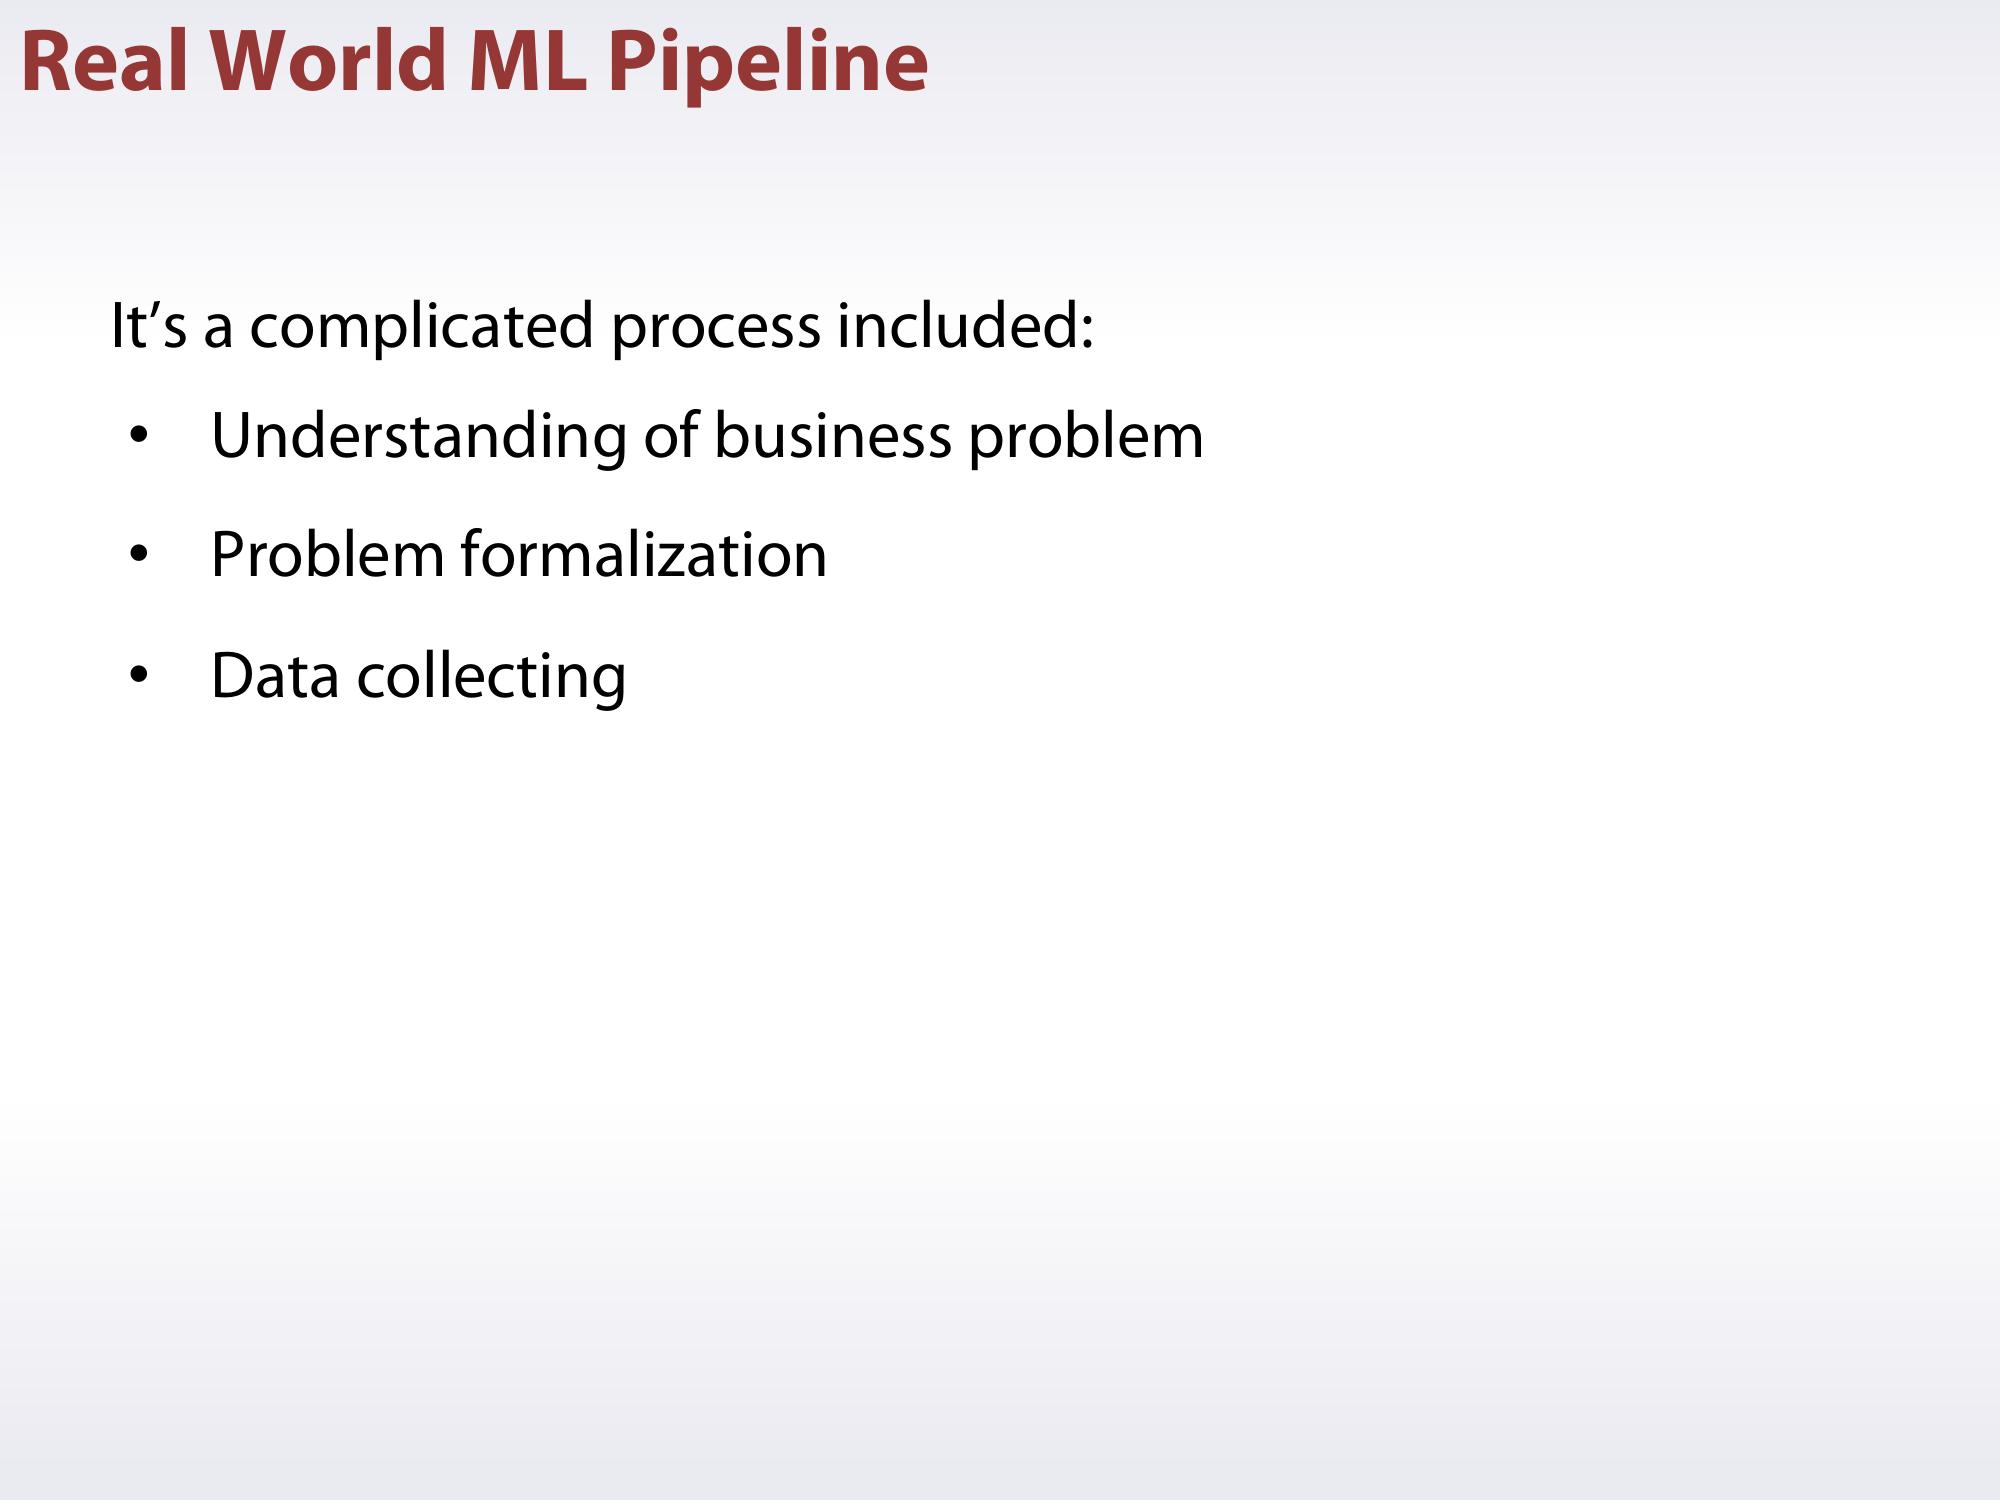 Real World ML Pipeline
It’s a complicated process included:
• Understanding of business problem
• Problem formalization
• Data collecting